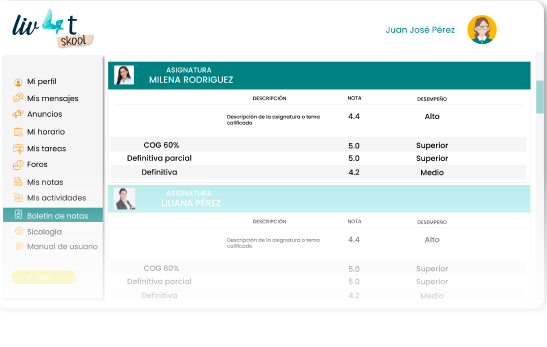 liv4t
skool
Juan José Pérez
Mi perfil
Mis mensajes
Anuncios
Mi horario
Mis tareas
Foros
Mis notas
Mis actividades
Boletín de notas
Sicología
Manual de usuario
ASIGNATURA
MILENA RODRIGUEZ
DESCRIPCIÓN NOTA DESEMPEÑO
Descripción de la asignatura o tema
calificado
4.4 Alto
COG 60% 5.0 Superior
Definitiva parcial 5.0 Superior
Definitiva 4.2 Medio
ASIGNATURA
LILIANA PÉREZ
DESCRIPCIÓN NOTA DESEMPEÑO
Descripción de la asignatura o tema
calificado
4.4 Alto
COG 60% 5.0 Superior
Definitiva parcial 5.0 Superior
Definitiva 4.2 Medio